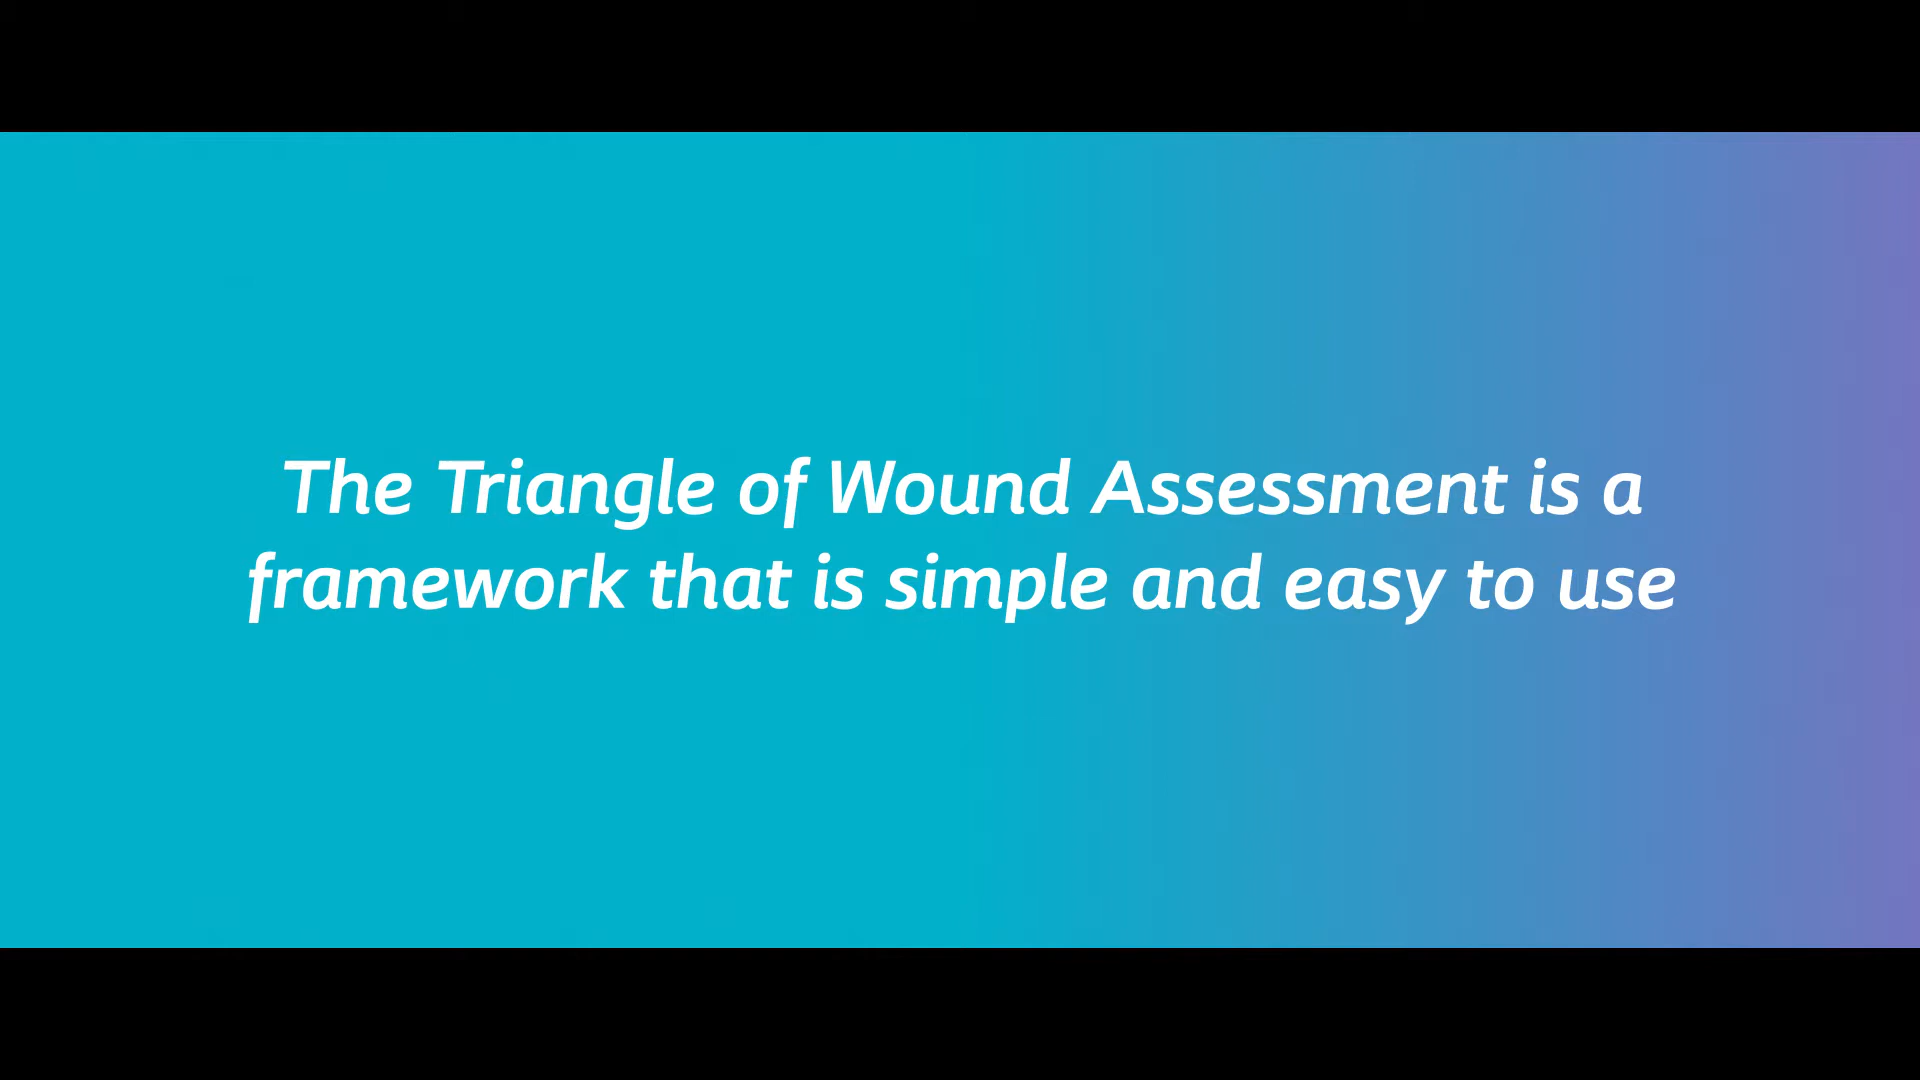 The Triangle of Wound Assessment is a
framework that is simple and easy to use